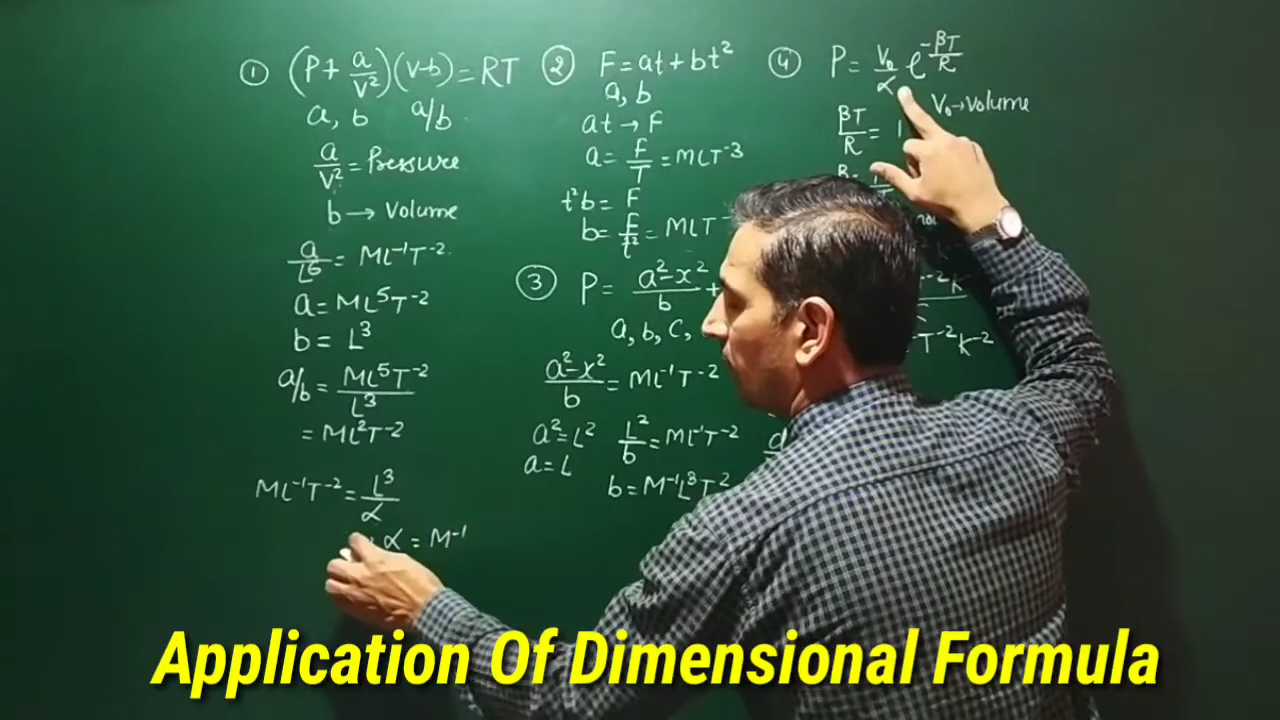 ① (P + a/V²)(V-b) = RT
a, b a/b
a/V² = Pressure
b → Volume
a/L⁶ = ML⁻¹T⁻²
a = ML⁵T⁻²
b = L³
a/b = ML⁵T⁻²/L³
= ML²T⁻²
ML⁻¹T⁻² = L³/α
α = M⁻¹
② F = at + bt²
a, b
at → F
a = F/T = MLT⁻³
t²b = F
b = F/t² = MLT⁻
③ P = a²-x²/b +
a, b, c,
a²-x²/b = ML⁻¹T⁻²
a² = L² L²/b = ML⁻¹T⁻²
a = L
b = M⁻¹L³T²
④ P = V₀/α e^(-βT/R)
V₀ → Volume
βT/R = 1
T⁻²K⁻²
Application Of Dimensional Formula